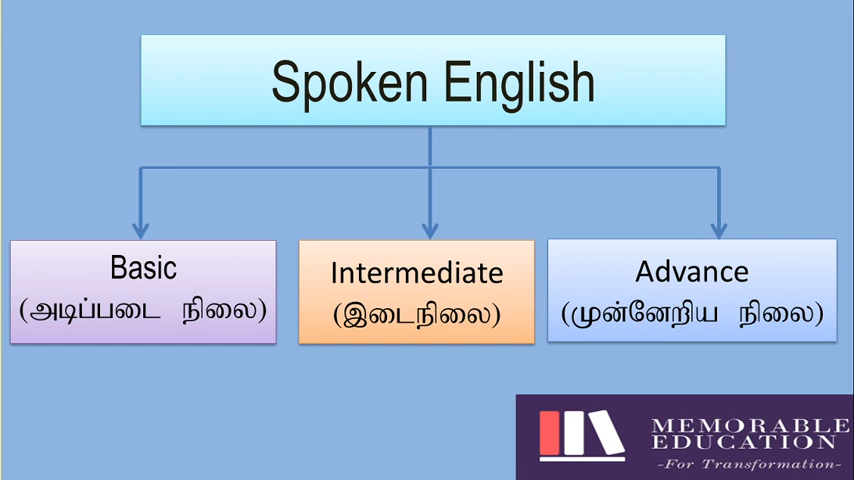 Spoken English
Basic
(அடிப்படை நிலை)
Intermediate
(இடைநிலை)
Advance
(முன்னேறிய நிலை)
MEMORABLE
EDUCATION
-For Transformation-